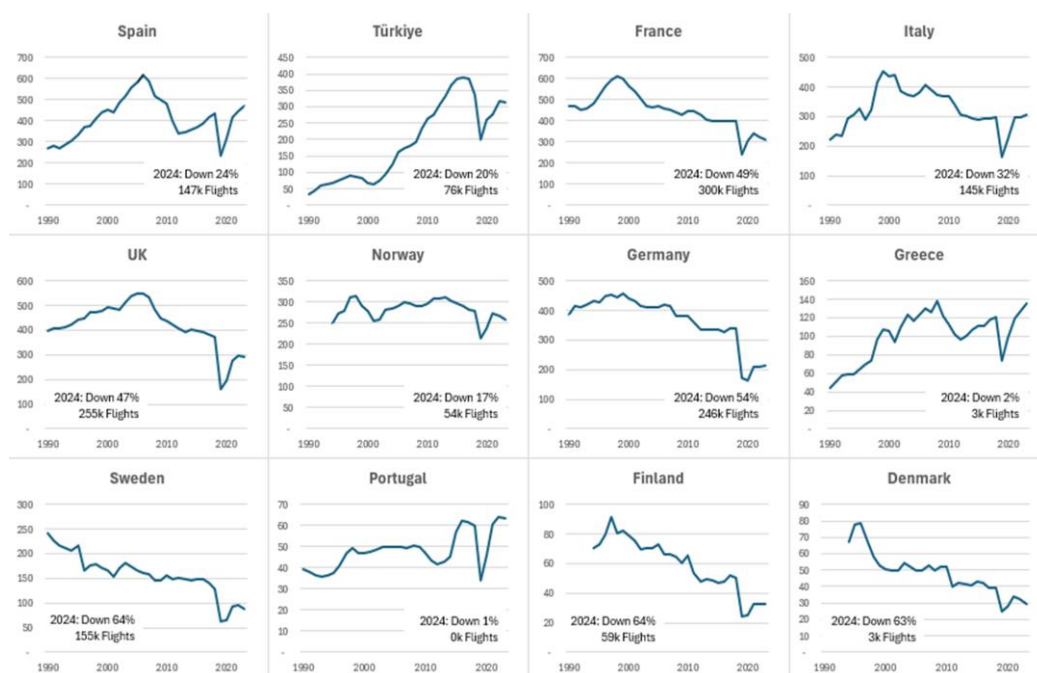 Spain
700
600
500
400
300
200
100
-
2024: Down 24%
147k Flights
1990 2000 2010 2020
Türkiye
450
400
350
300
250
200
150
100
50
-
2024: Down 20%
76k Flights
1990 2000 2010 2020
France
700
600
500
400
300
200
100
-
2024: Down 49%
300k Flights
1990 2000 2010 2020
Italy
500
400
300
200
100
-
2024: Down 32%
145k Flights
1990 2000 2010 2020
UK
600
500
400
300
200
100
-
2024: Down 47%
255k Flights
1990 2000 2010 2020
Norway
350
300
250
200
150
100
50
-
2024: Down 17%
54k Flights
1990 2000 2010 2020
Germany
500
400
300
200
100
-
2024: Down 54%
246k Flights
1990 2000 2010 2020
Greece
160
140
120
100
80
60
40
20
-
2024: Down 2%
3k Flights
1990 2000 2010 2020
Sweden
300
250
200
150
100
50
-
2024: Down 64%
155k Flights
1990 2000 2010 2020
Portugal
70
60
50
40
30
20
10
-
2024: Down 1%
0k Flights
1990 2000 2010 2020
Finland
100
80
60
40
20
-
2024: Down 64%
59k Flights
1990 2000 2010 2020
Denmark
90
80
70
60
50
40
30
20
10
-
2024: Down 63%
3k Flights
1990 2000 2010 2020